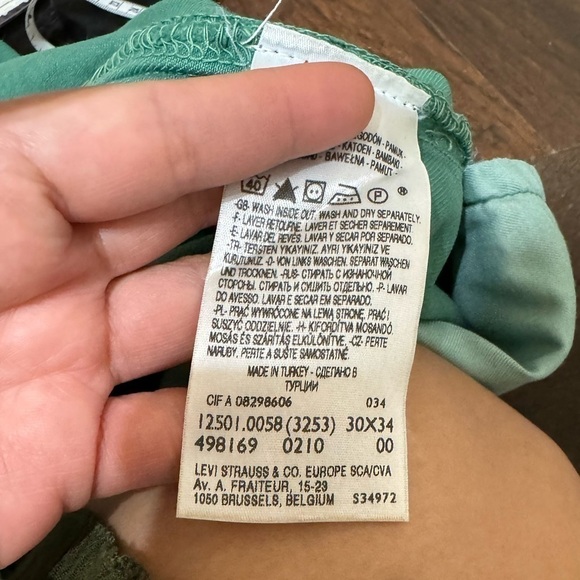 GODÓN - PAMUK -
- KATOEN - BAMBAKI
- BAWEŁNA - PAMUT -
40 P ®
-GB- WASH INSIDE OUT. WASH AND DRY SEPARATELY.
-F- LAVER RETOURNE. LAVER ET SECHER SEPAREMENT.
-E- LAVAR DEL REVÉS. LAVAR Y SECAR POR SEPARADO.
-TR- TERSTEN YIKAYINIZ. AYRI YIKAYINIZ VE
KURUTUNUZ. -D- VON LINKS WASCHEN. SEPARAT WASCHEN
UND TROCKNEN. -RUS- СТИРАТЬ С ИЗНАНОЧНОЙ
СТОРОНЫ. СТИРАТЬ И СУШИТЬ ОТДЕЛЬНО. -P- LAVAR
DO AVESSO. LAVAR E SECAR EM SEPARADO.
-PL- PRAĆ WYWRÓCONE NA LEWĄ STRONĘ, PRAĆ I
SUSZYĆ ODDZIELNIE. -H- KIFORDÍTVA MOSANDÓ.
MOSÁS ÉS SZÁRÍTÁS ELKÜLÖNÍTVE. -CZ- PERTE
NARUBY. PERTE A SUŠTE SAMOSTATNĚ.
MADE IN TURKEY - СДЕЛАНО В
ТУРЦИИ
CIF A 08298606 034
12501.0058 (3253) 30X34
498169 0210 00
LEVI STRAUSS & CO. EUROPE SCA/CVA
Av. A. FRAITEUR, 15-23
1050 BRUSSELS, BELGIUM S34972